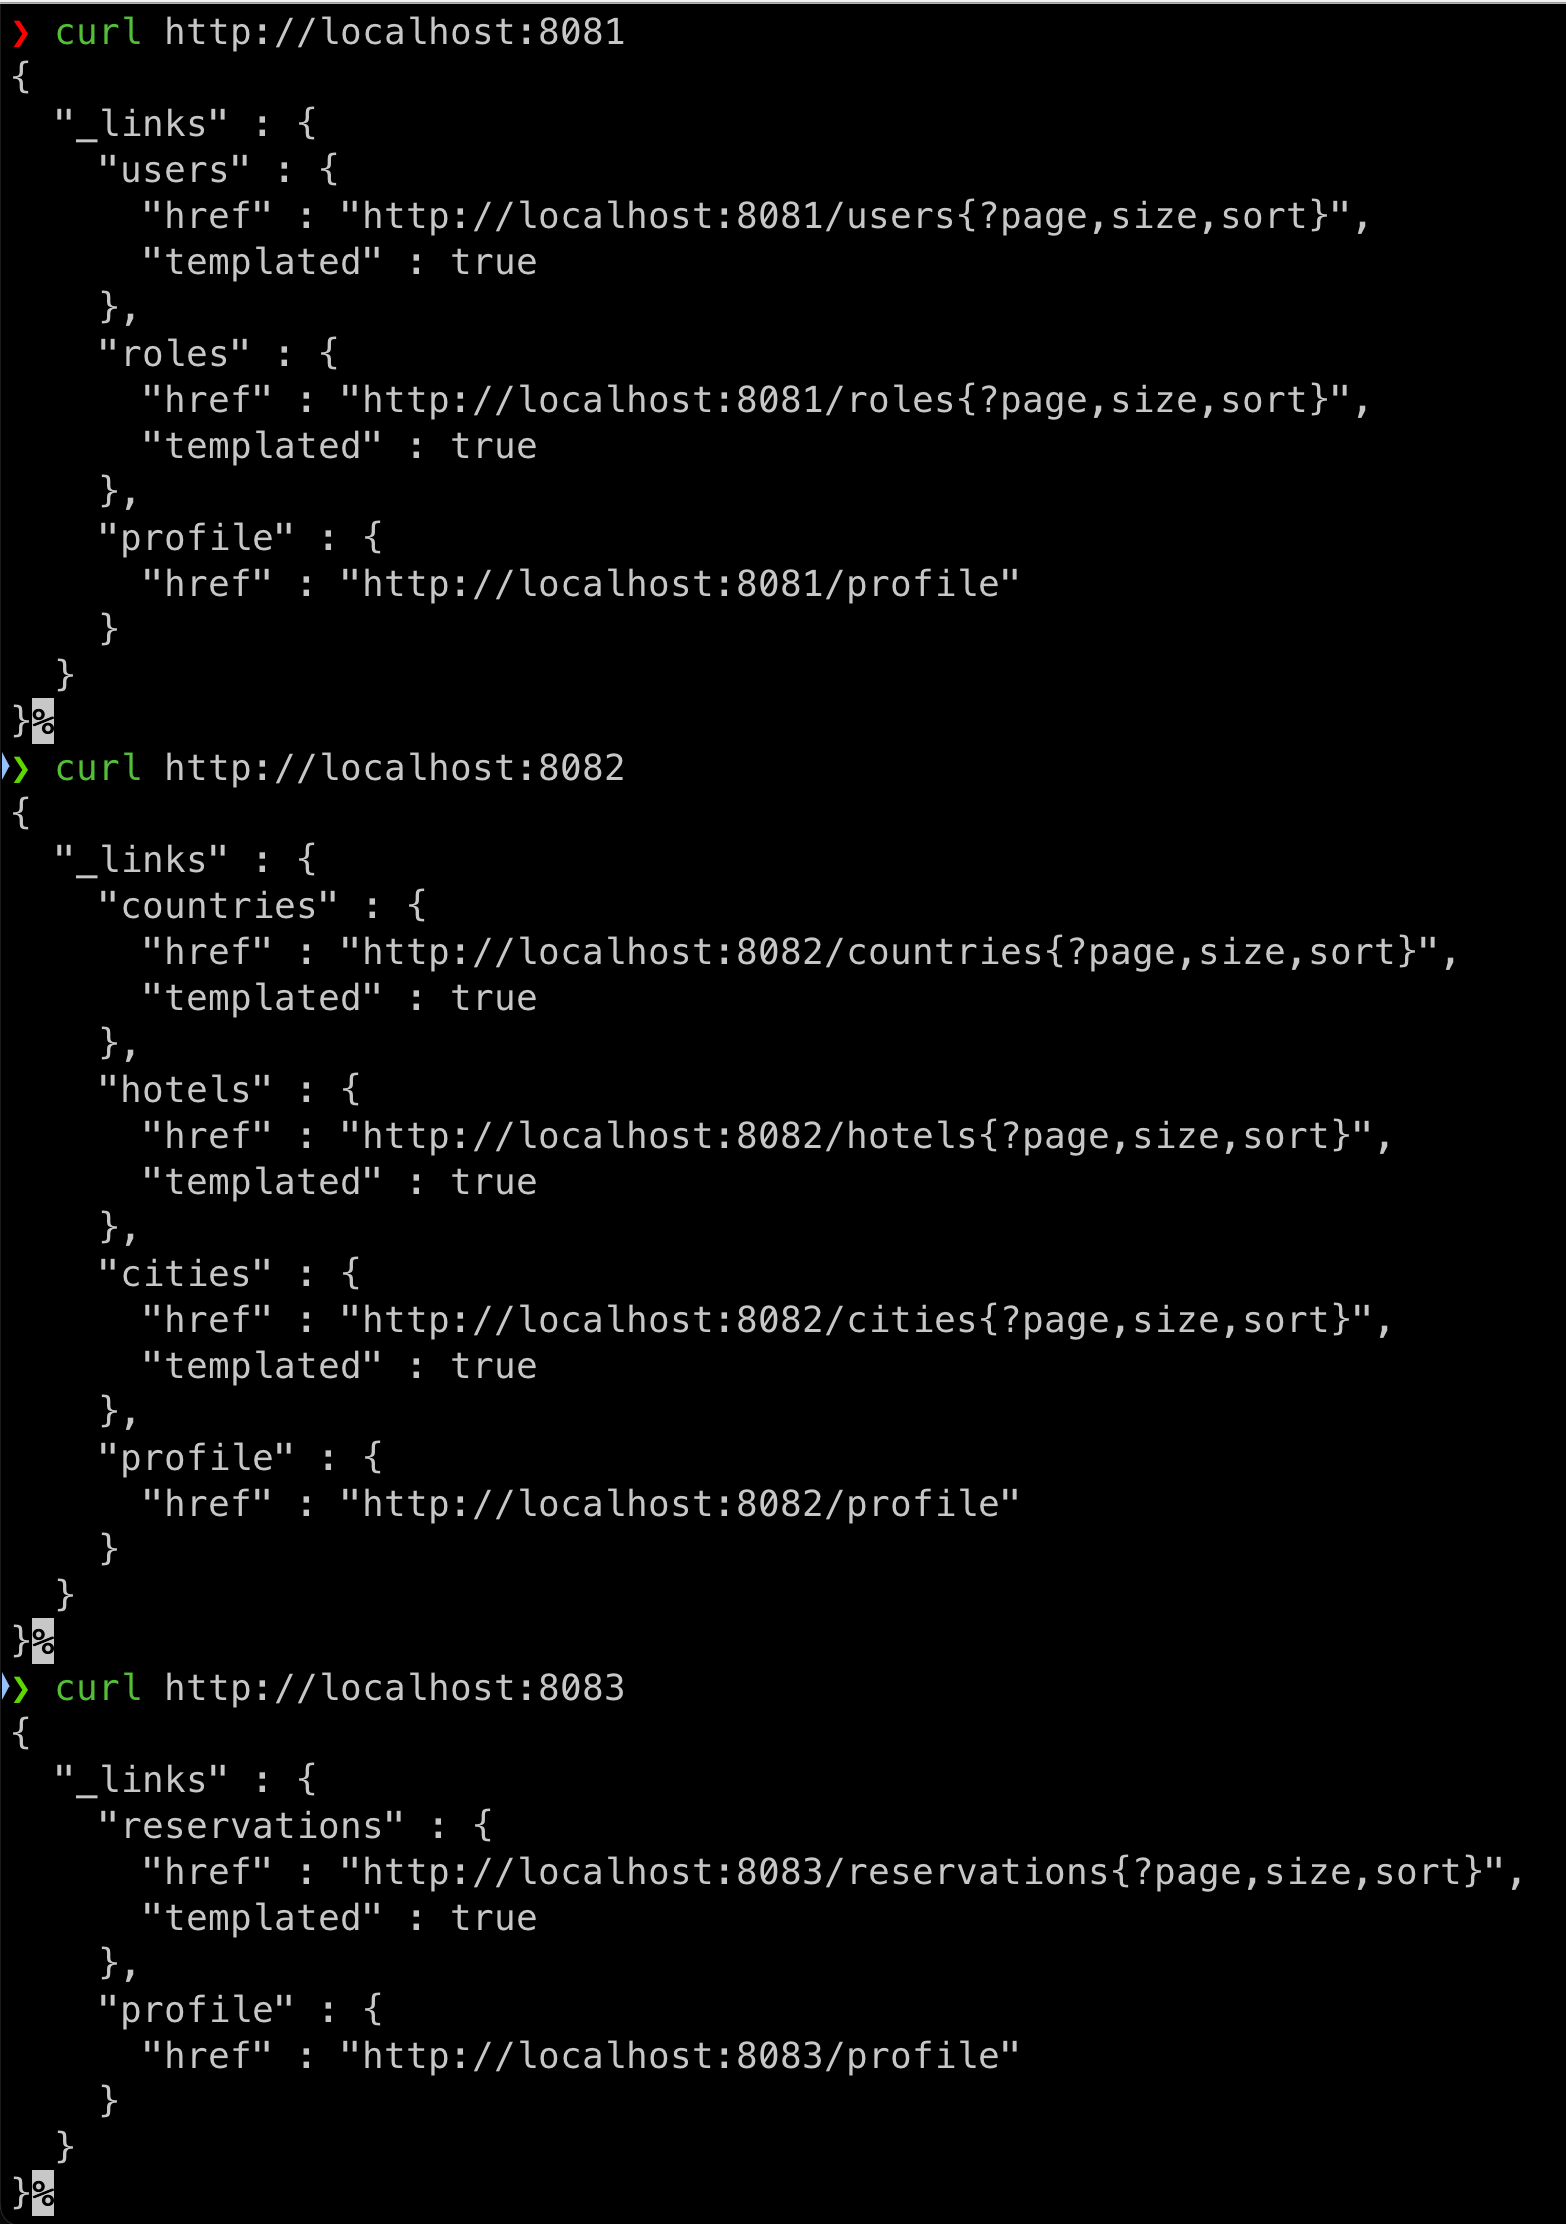 ❯ curl http://localhost:8081
{
  "_links" : {
    "users" : {
      "href" : "http://localhost:8081/users{?page,size,sort}",
      "templated" : true
    },
    "roles" : {
      "href" : "http://localhost:8081/roles{?page,size,sort}",
      "templated" : true
    },
    "profile" : {
      "href" : "http://localhost:8081/profile"
    }
  }
}%
❯ curl http://localhost:8082
{
  "_links" : {
    "countries" : {
      "href" : "http://localhost:8082/countries{?page,size,sort}",
      "templated" : true
    },
    "hotels" : {
      "href" : "http://localhost:8082/hotels{?page,size,sort}",
      "templated" : true
    },
    "cities" : {
      "href" : "http://localhost:8082/cities{?page,size,sort}",
      "templated" : true
    },
    "profile" : {
      "href" : "http://localhost:8082/profile"
    }
  }
}%
❯ curl http://localhost:8083
{
  "_links" : {
    "reservations" : {
      "href" : "http://localhost:8083/reservations{?page,size,sort}",
      "templated" : true
    },
    "profile" : {
      "href" : "http://localhost:8083/profile"
    }
  }
}%